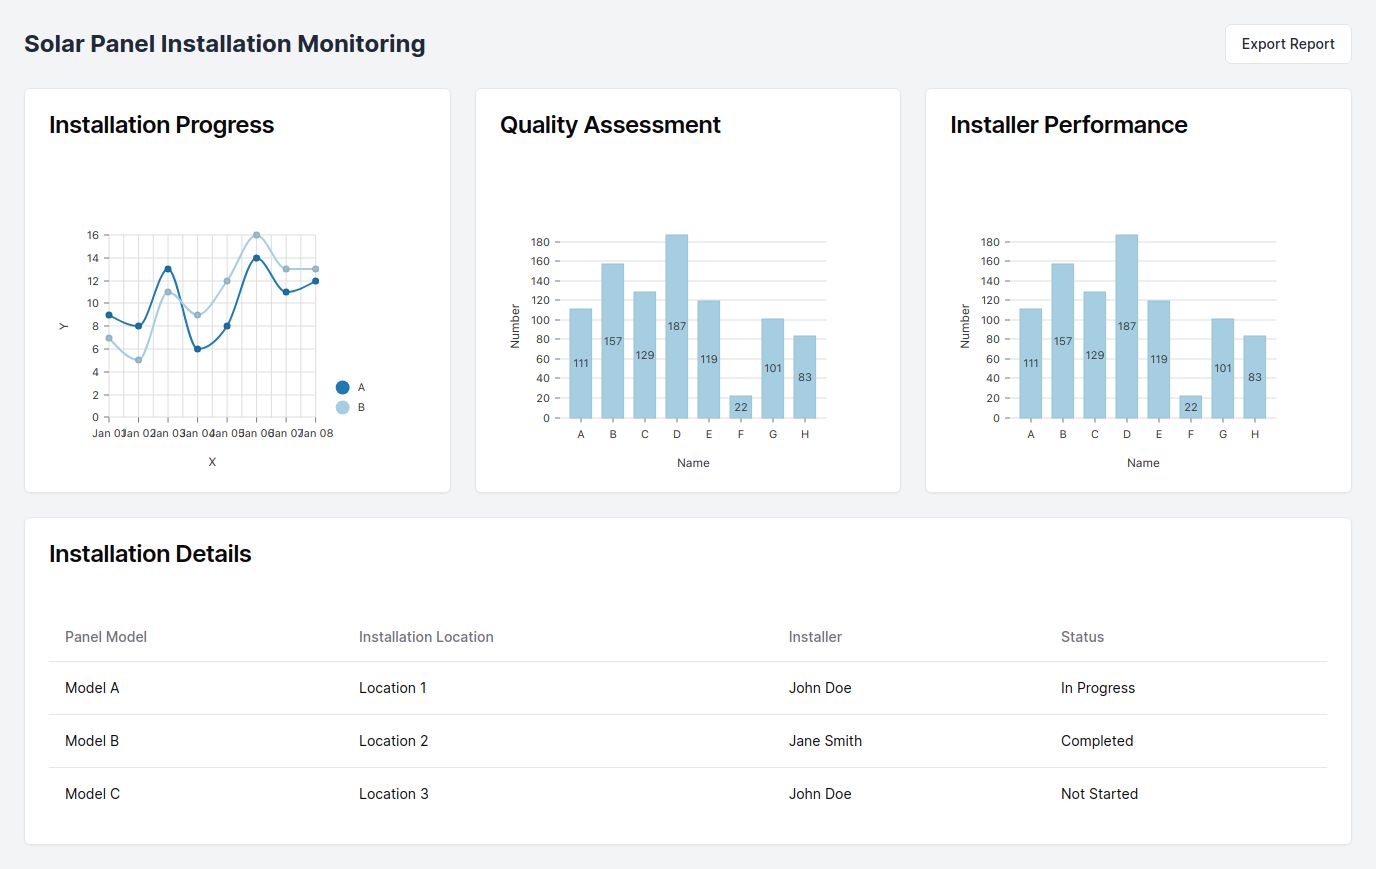 Solar Panel Installation Monitoring
Export Report
Installation Progress
16
14
12
10
8
6
4
2
0
Y
Jan 01 Jan 02 Jan 03 Jan 04 Jan 05 Jan 06 Jan 07 Jan 08
X
A
B
Quality Assessment
180
160
140
120
100
80
60
40
20
0
Number
111 157 129 187 119 22 101 83
A B C D E F G H
Name
Installer Performance
180
160
140
120
100
80
60
40
20
0
Number
111 157 129 187 119 22 101 83
A B C D E F G H
Name
Installation Details
Panel Model Installation Location Installer Status
Model A Location 1 John Doe In Progress
Model B Location 2 Jane Smith Completed
Model C Location 3 John Doe Not Started